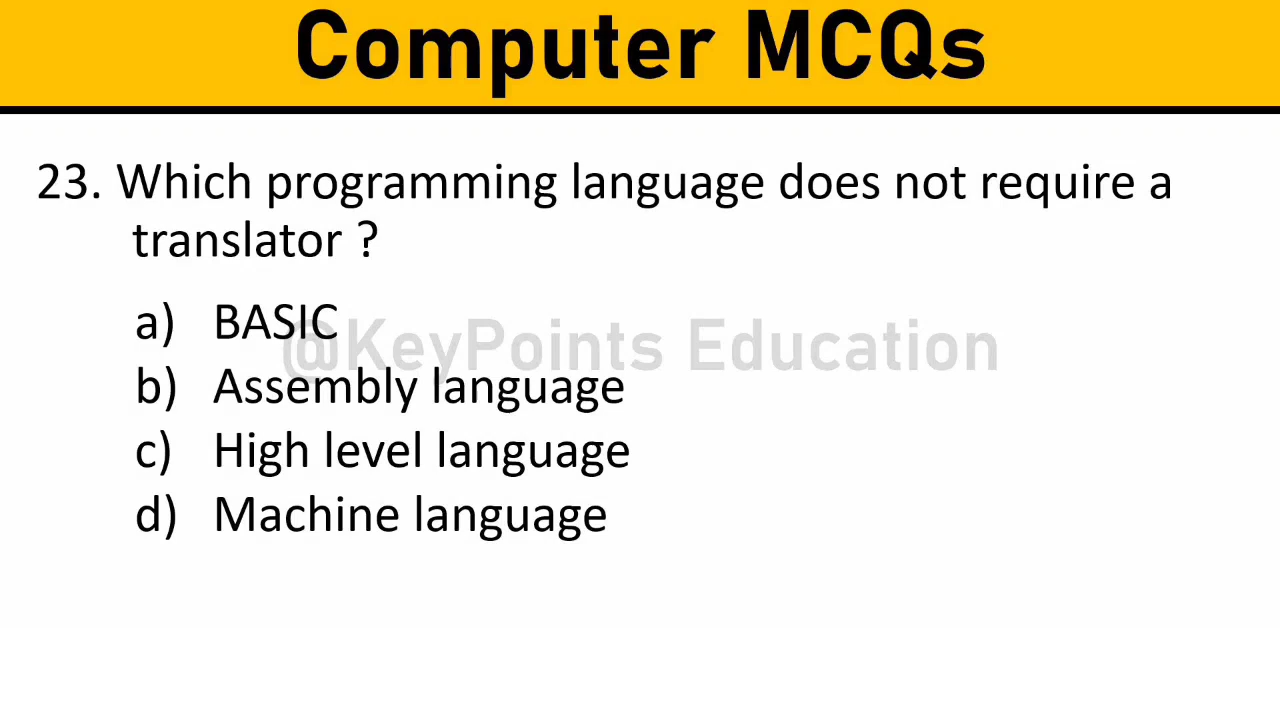 Computer MCQs
23. Which programming language does not require a
translator ?
a) BASIC
@KeyPoints Education
b) Assembly language
c) High level language
d) Machine language